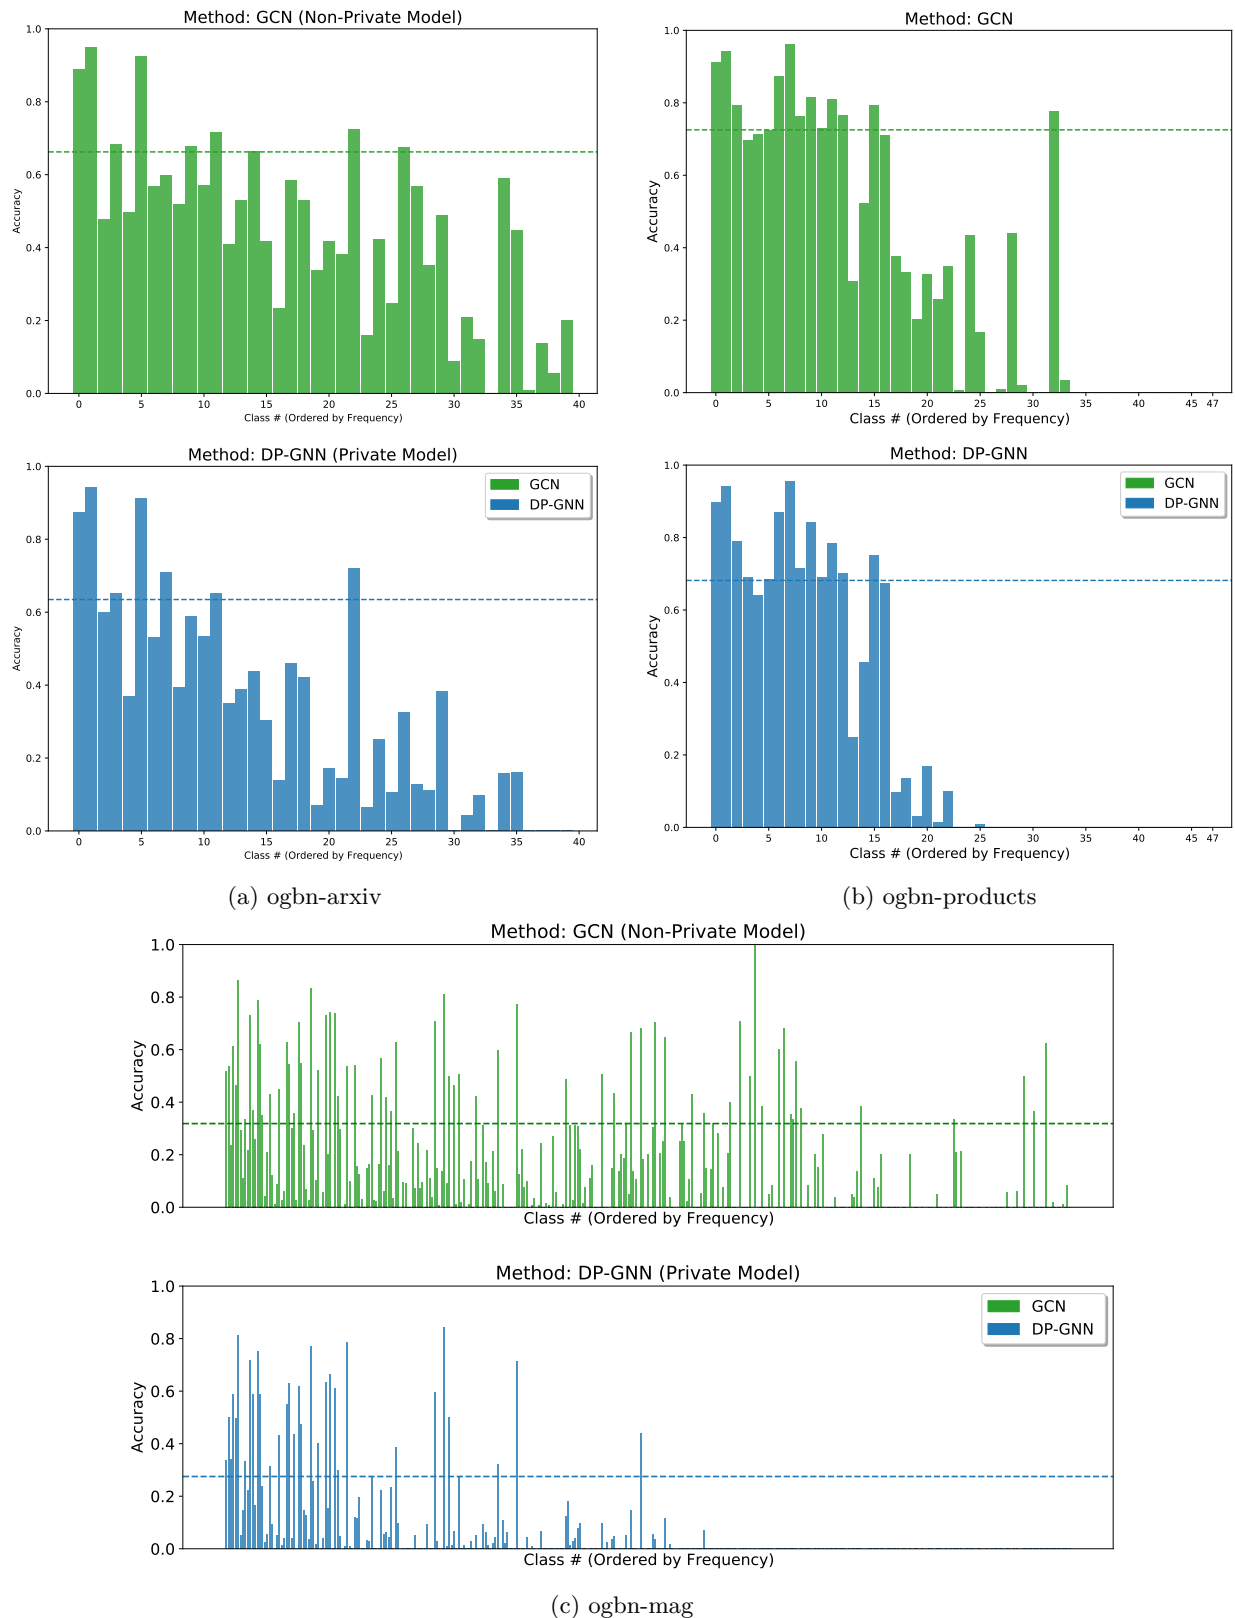 Method: GCN (Non-Private Model)
1.0
0.8
0.6
0.4
0.2
0.0
Accuracy
0 5 10 15 20 25 30 35 40
Class # (Ordered by Frequency)
Method: DP-GNN (Private Model)
1.0
0.8
0.6
0.4
0.2
0.0
Accuracy
GCN
DP-GNN
0 5 10 15 20 25 30 35 40
Class # (Ordered by Frequency)
(a) ogbn-arxiv
Method: GCN
1.0
0.8
0.6
0.4
0.2
0.0
Accuracy
0 5 10 15 20 25 30 35 40 45 47
Class # (Ordered by Frequency)
Method: DP-GNN
1.0
0.8
0.6
0.4
0.2
0.0
Accuracy
GCN
DP-GNN
0 5 10 15 20 25 30 35 40 45 47
Class # (Ordered by Frequency)
(b) ogbn-products
Method: GCN (Non-Private Model)
1.0
0.8
0.6
0.4
0.2
0.0
Accuracy
Class # (Ordered by Frequency)
Method: DP-GNN (Private Model)
1.0
0.8
0.6
0.4
0.2
0.0
Accuracy
GCN
DP-GNN
Class # (Ordered by Frequency)
(c) ogbn-mag